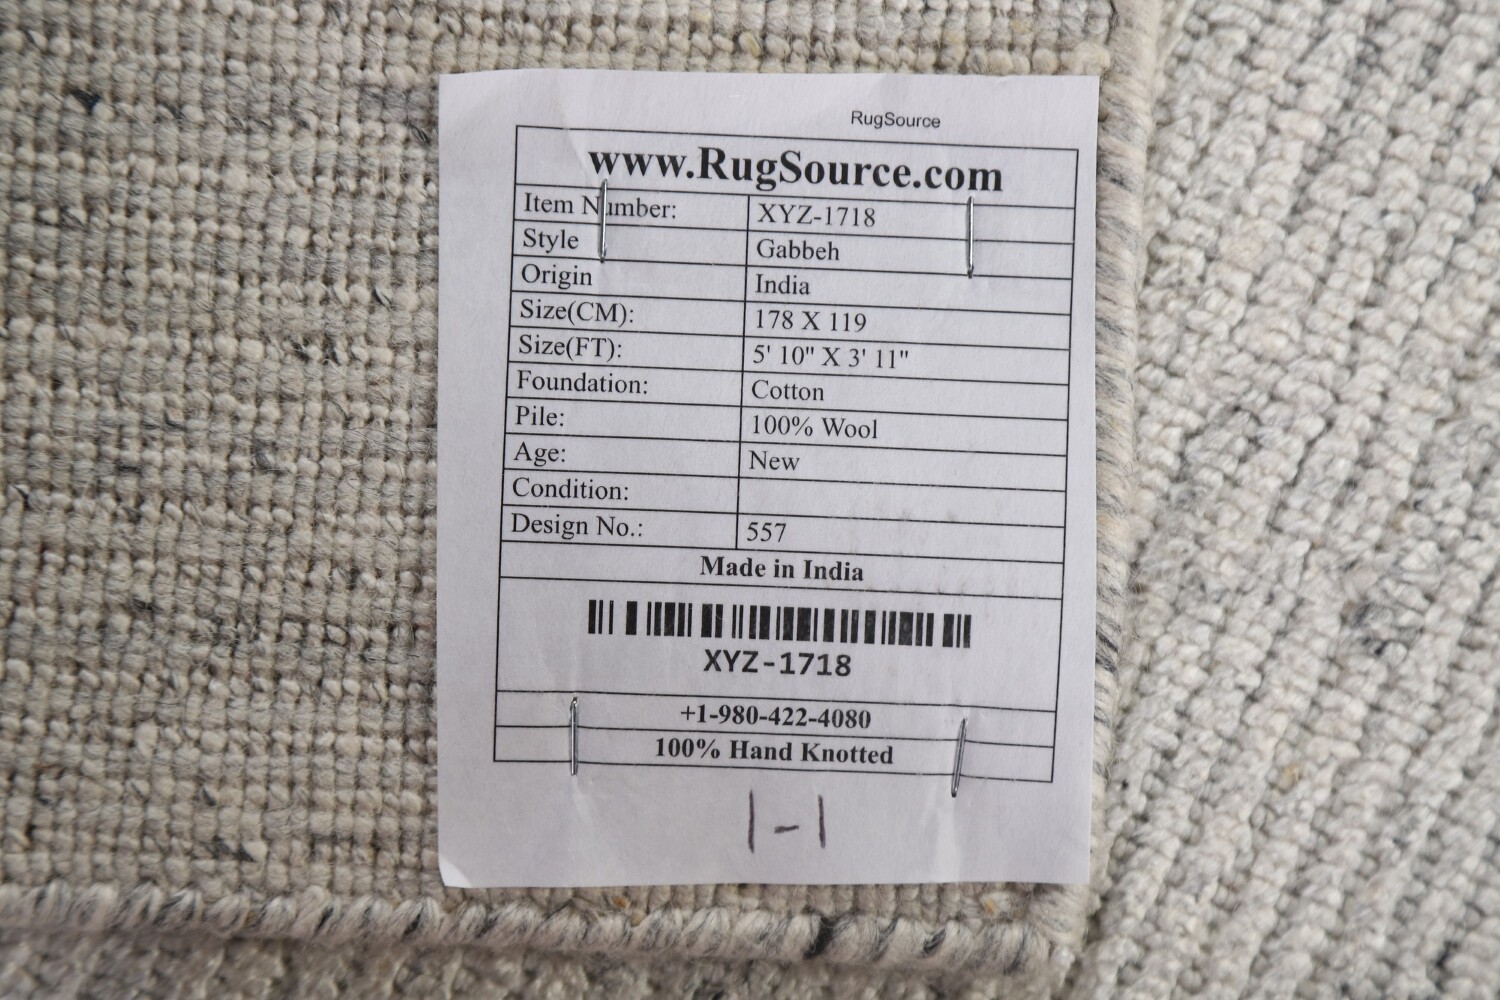 RugSource
www.RugSource.com
Item Number: XYZ-1718
Style Gabbeh
Origin India
Size(CM): 178 X 119
Size(FT): 5' 10" X 3' 11"
Foundation: Cotton
Pile: 100% Wool
Age: New
Condition:
Design No.: 557
Made in India
XYZ-1718
+1-980-422-4080
100% Hand Knotted
1-1